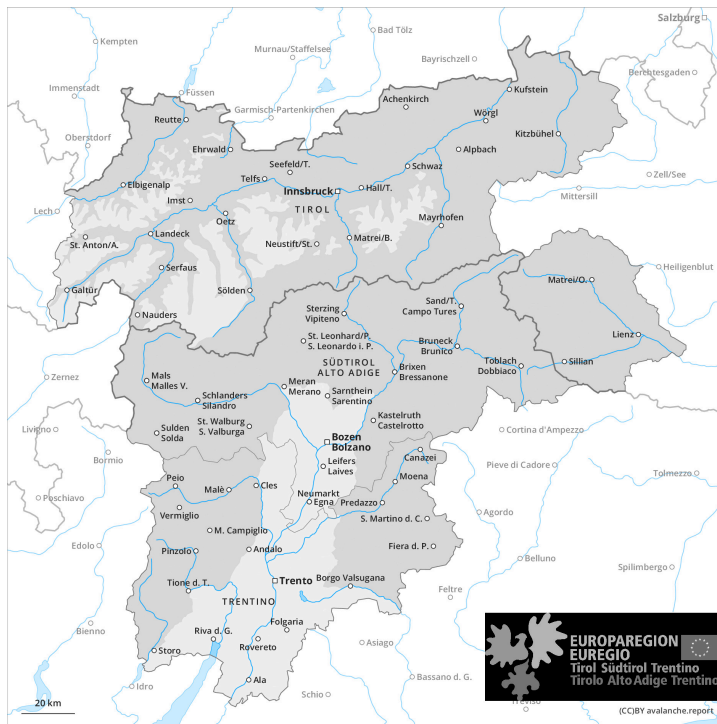 Salzburg
Kempten
Bad Tölz
Murnau/Staffelsee
Bayrischzell
Berchtesgaden
Immenstadt
Füssen
Garmisch-Partenkirchen
Achenkirch
Kufstein
Reutte
Wörgl
Oberstdorf
Ehrwald
Kitzbühel
Alpbach
Seefeld/T.
Schwaz
Telfs
Zell/See
Elbigenalp
Innsbruck
Hall/T.
Mittersill
Imst
TIROL
Lech
Oetz
Mayrhofen
St. Anton/A.
Landeck
Neustift/St.
Matrei/B.
Serfaus
Heiligenblut
Galtür
Sölden
Matrei/O.
Nauders
Sterzing
Vipiteno
Sand/T.
Campo Tures
St. Leonhard/P.
S. Leonardo i. P.
Lienz
Bruneck
Brunico
SÜDTIROL
ALTO ADIGE
Toblach
Dobbiaco
Sillian
Zernez
Mals
Malles V.
Meran
Merano
Brixen
Bressanone
Schlanders
Silandro
Sarnthein
Sarentino
St. Walburg
S. Valburga
Kastelruth
Castelrotto
Livigno
Sulden
Solda
Bozen
Bolzano
Cortina d'Ampezzo
Bormio
Canazei
Leifers
Laives
Pieve di Cadore
Tolmezzo
Peio
Malè
Cles
Moena
Poschiavo
Neumarkt
Egna
Predazzo
Vermiglio
Agordo
S. Martino d. C.
M. Campiglio
Edolo
Pinzolo
Andalo
Fiera d. P.
Belluno
Spilimbergo
Tione d. T.
Trento
Borgo Valsugana
Feltre
TRENTINO
Bienno
Riva d. G.
Folgaria
Rovereto
Asiago
Storo
Ala
Idro
Schio
Bassano d. G.
Treviso
EUROPAREGION
EUREGIO
Tirol Südtirol Trentino
Tirolo Alto Adige Trentino
20 km
(CC)BY avalanche.report